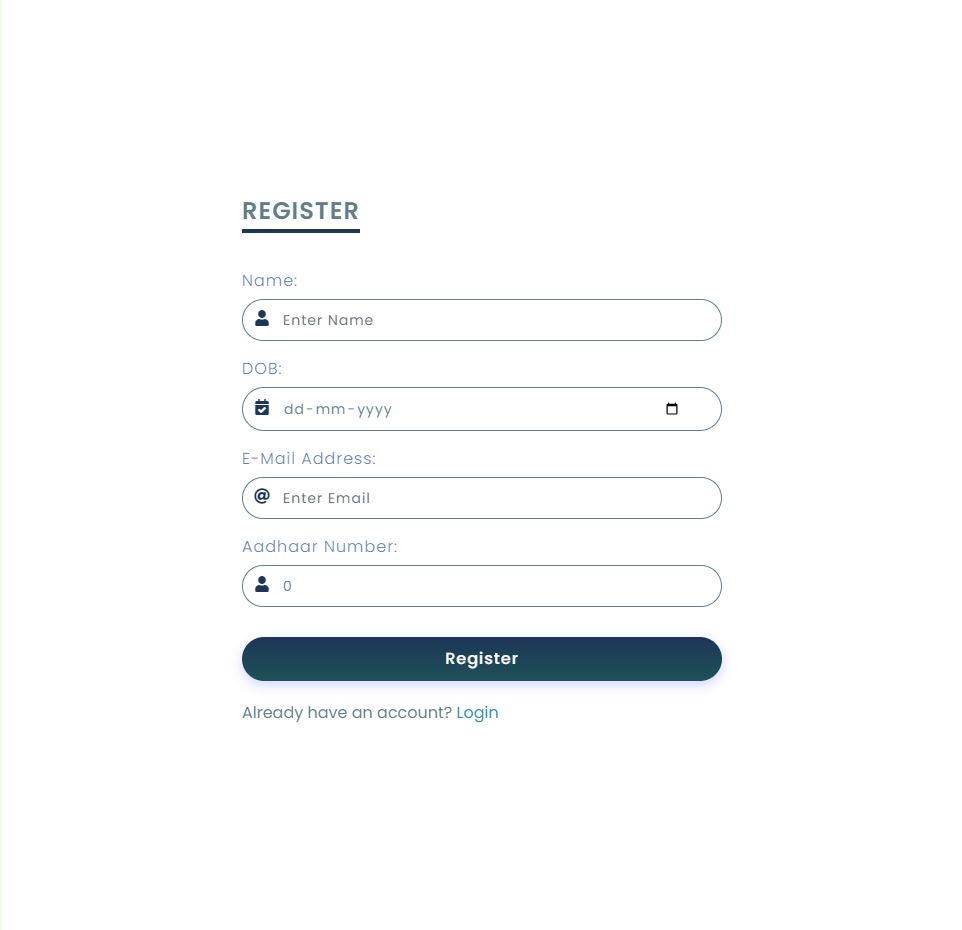 REGISTER
Name:
Enter Name
DOB:
dd-mm-yyyy
E-Mail Address:
@ Enter Email
Aadhaar Number:
0
Register
Already have an account? Login